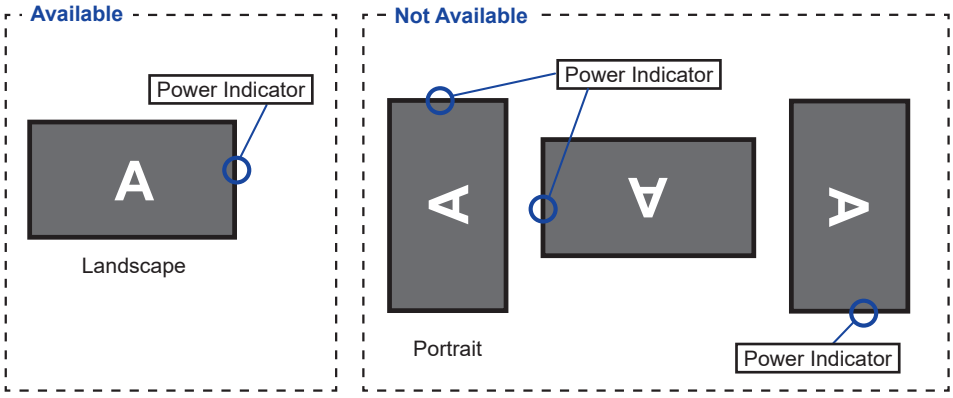 Available
Power Indicator
A
Landscape
Not Available
Power Indicator
A
A
A
Portrait
Power Indicator